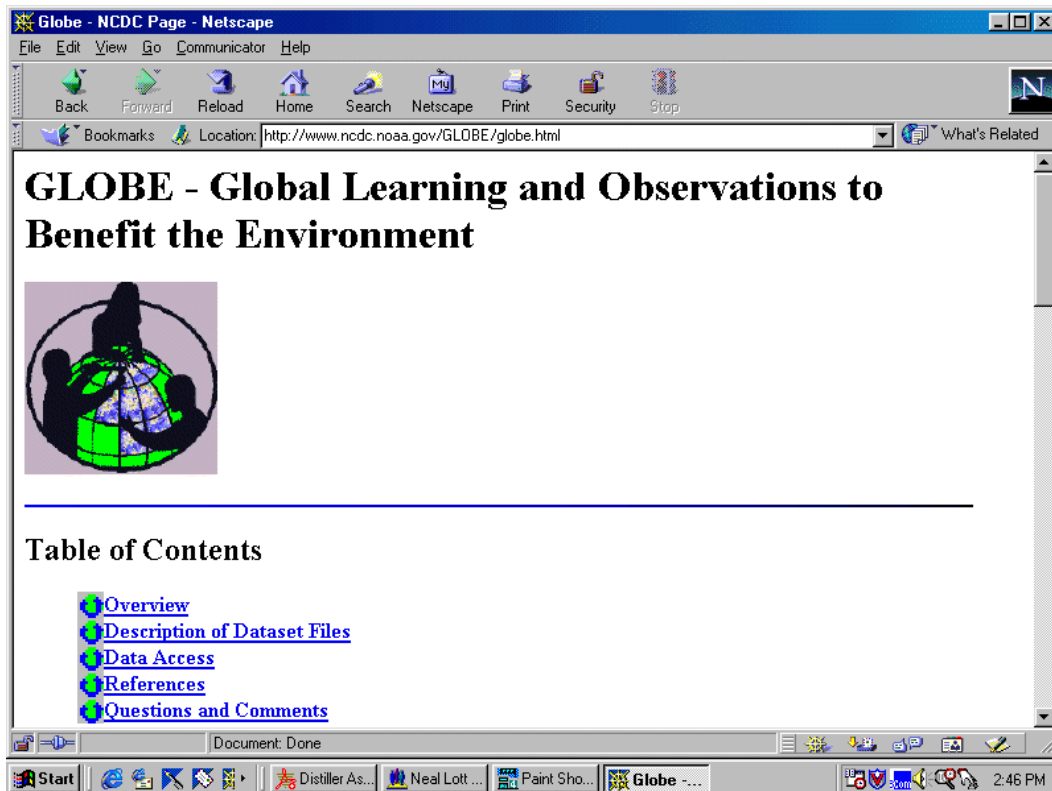 Globe - NCDC Page - Netscape
File Edit View Go Communicator Help
My
Back Forward Reload Home Search Netscape Print Security Stop
N
Bookmarks Location: http://www.ncdc.noaa.gov/GLOBE/globe.html What's Related
GLOBE - Global Learning and Observations to
Benefit the Environment
Table of Contents
Overview
Description of Dataset Files
Data Access
References
Questions and Comments
Document: Done
Start Distiller As... Neal Lott ... Paint Sho... Globe -... 3com 2:46 PM